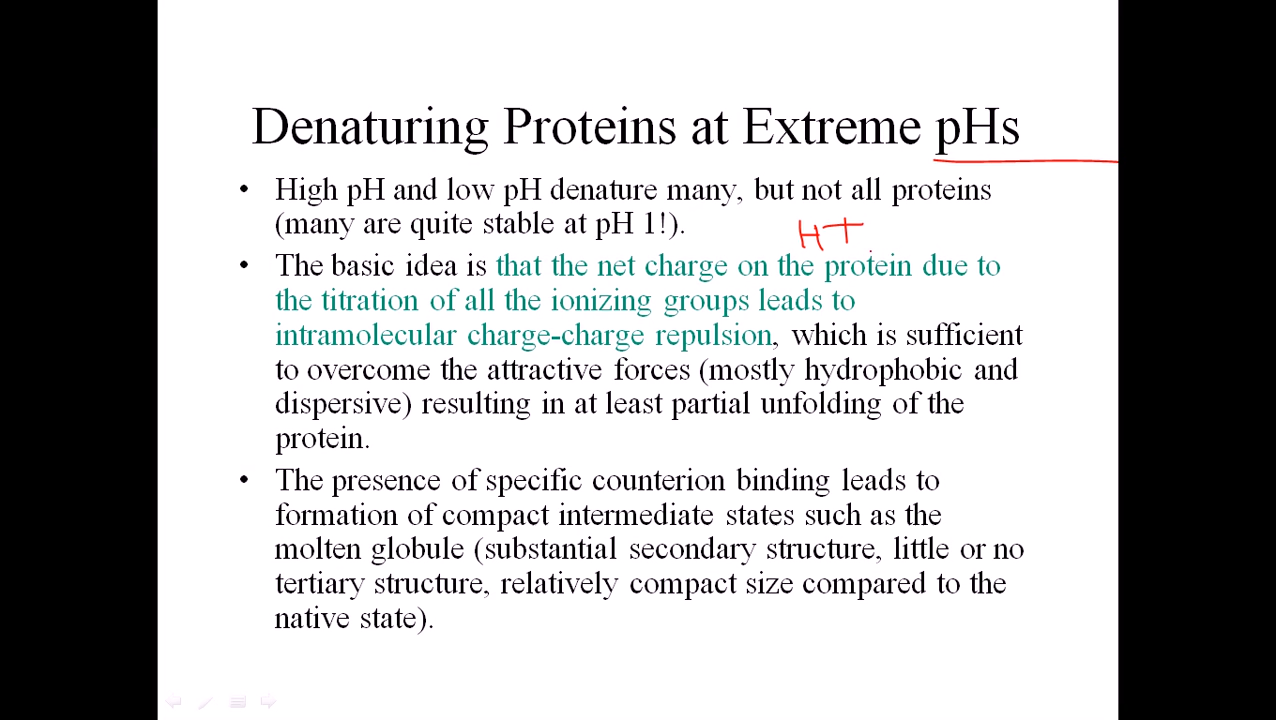 Denaturing Proteins at Extreme pHs
• High pH and low pH denature many, but not all proteins
(many are quite stable at pH 1!).
H+
• The basic idea is that the net charge on the protein due to
the titration of all the ionizing groups leads to
intramolecular charge-charge repulsion, which is sufficient
to overcome the attractive forces (mostly hydrophobic and
dispersive) resulting in at least partial unfolding of the
protein.
• The presence of specific counterion binding leads to
formation of compact intermediate states such as the
molten globule (substantial secondary structure, little or no
tertiary structure, relatively compact size compared to the
native state).